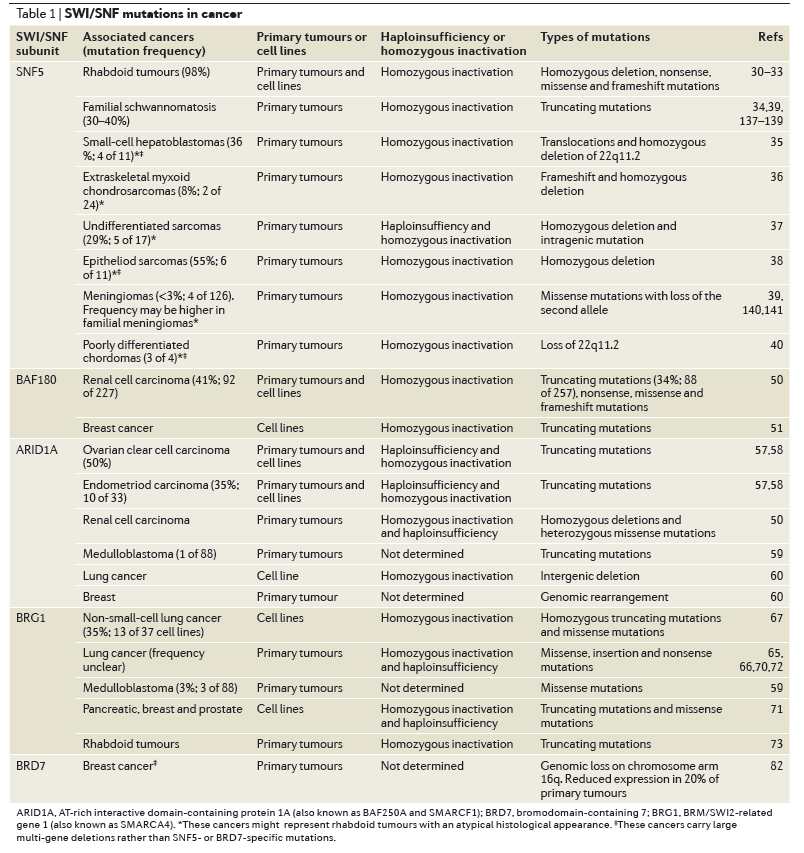 Table 1 | SWI/SNF mutations in cancer
SWI/SNF subunit Associated cancers (mutation frequency) Primary tumours or cell lines Haploinsufficiency or homozygous inactivation Types of mutations Refs
SNF5 Rhabdoid tumours (98%) Primary tumours and cell lines Homozygous inactivation Homozygous deletion, nonsense, missense and frameshift mutations 30–33
Familial schwannomatosis (30–40%) Primary tumours Homozygous inactivation Truncating mutations 34,39, 137–139
Small-cell hepatoblastomas (36 %; 4 of 11)*‡ Primary tumours Homozygous inactivation Translocations and homozygous deletion of 22q11.2 35
Extraskeletal myxoid chondrosarcomas (8%; 2 of 24)* Primary tumours Homozygous inactivation Frameshift and homozygous deletion 36
Undifferentiated sarcomas (29%; 5 of 17)* Primary tumours Haploinsuffiency and homozygous inactivation Homozygous deletion and intragenic mutation 37
Epitheliod sarcomas (55%; 6 of 11)*‡ Primary tumours Homozygous inactivation Homozygous deletion 38
Meningiomas (<3%; 4 of 126). Frequency may be higher in familial meningiomas* Primary tumours Homozygous inactivation Missense mutations with loss of the second allele 39, 140,141
Poorly differentiated chordomas (3 of 4)*‡ Primary tumours Homozygous inactivation Loss of 22q11.2 40
BAF180 Renal cell carcinoma (41%; 92 of 227) Primary tumours and cell lines Homozygous inactivation Truncating mutations (34%; 88 of 257), nonsense, missense and frameshift mutations 50
Breast cancer Cell lines Homozygous inactivation Truncating mutations 51
ARID1A Ovarian clear cell carcinoma (50%) Primary tumours and cell lines Haploinsufficiency and homozygous inactivation Truncating mutations 57,58
Endometriod carcinoma (35%; 10 of 33) Primary tumours and cell lines Haploinsufficiency and homozygous inactivation Truncating mutations 57,58
Renal cell carcinoma Primary tumours Homozygous inactivation and haploinsufficiency Homozygous deletions and heterozygous missense mutations 50
Medulloblastoma (1 of 88) Primary tumours Not determined Truncating mutations 59
Lung cancer Cell line Homozygous inactivation Intergenic deletion 60
Breast Primary tumour Not determined Genomic rearrangement 60
BRG1 Non-small-cell lung cancer (35%; 13 of 37 cell lines) Cell lines Homozygous inactivation Homozygous truncating mutations and missense mutations 67
Lung cancer (frequency unclear) Primary tumours Homozygous inactivation and haploinsufficiency Missense, insertion and nonsense mutations 65, 66,70,72
Medulloblastoma (3%; 3 of 88) Primary tumours Not determined Missense mutations 59
Pancreatic, breast and prostate Cell lines Homozygous inactivation and haploinsufficiency Truncating mutations and missense mutations 71
Rhabdoid tumours Primary tumours Homozygous inactivation Truncating mutations 73
BRD7 Breast cancer‡ Primary tumours Not determined Genomic loss on chromosome arm 16q. Reduced expression in 20% of primary tumours 82
ARID1A, AT-rich interactive domain-containing protein 1A (also known as BAF250A and SMARCF1); BRD7, bromodomain-containing 7; BRG1, BRM/SWI2-related
gene 1 (also known as SMARCA4). *These cancers might represent rhabdoid tumours with an atypical histological appearance. ‡These cancers carry large
multi-gene deletions rather than SNF5- or BRD7-specific mutations.